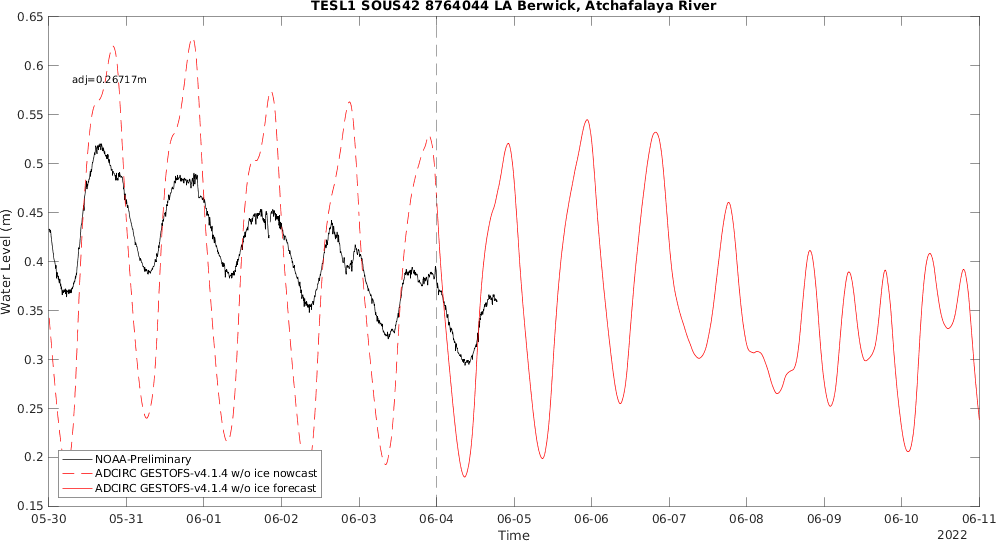 TESL1 SOUS42 8764044 LA Berwick, Atchafalaya River
0.65
0.6
adj=0.26717m
0.55
0.5
0.45
0.4
0.35
0.3
0.25
0.2
0.15
Water Level (m)
NOAA-Preliminary
ADCIRC GESTOFS-v4.1.4 w/o ice nowcast
ADCIRC GESTOFS-v4.1.4 w/o ice forecast
05-30 05-31 06-01 06-02 06-03 06-04 06-05 06-06 06-07 06-08 06-09 06-10 06-11
Time
2022